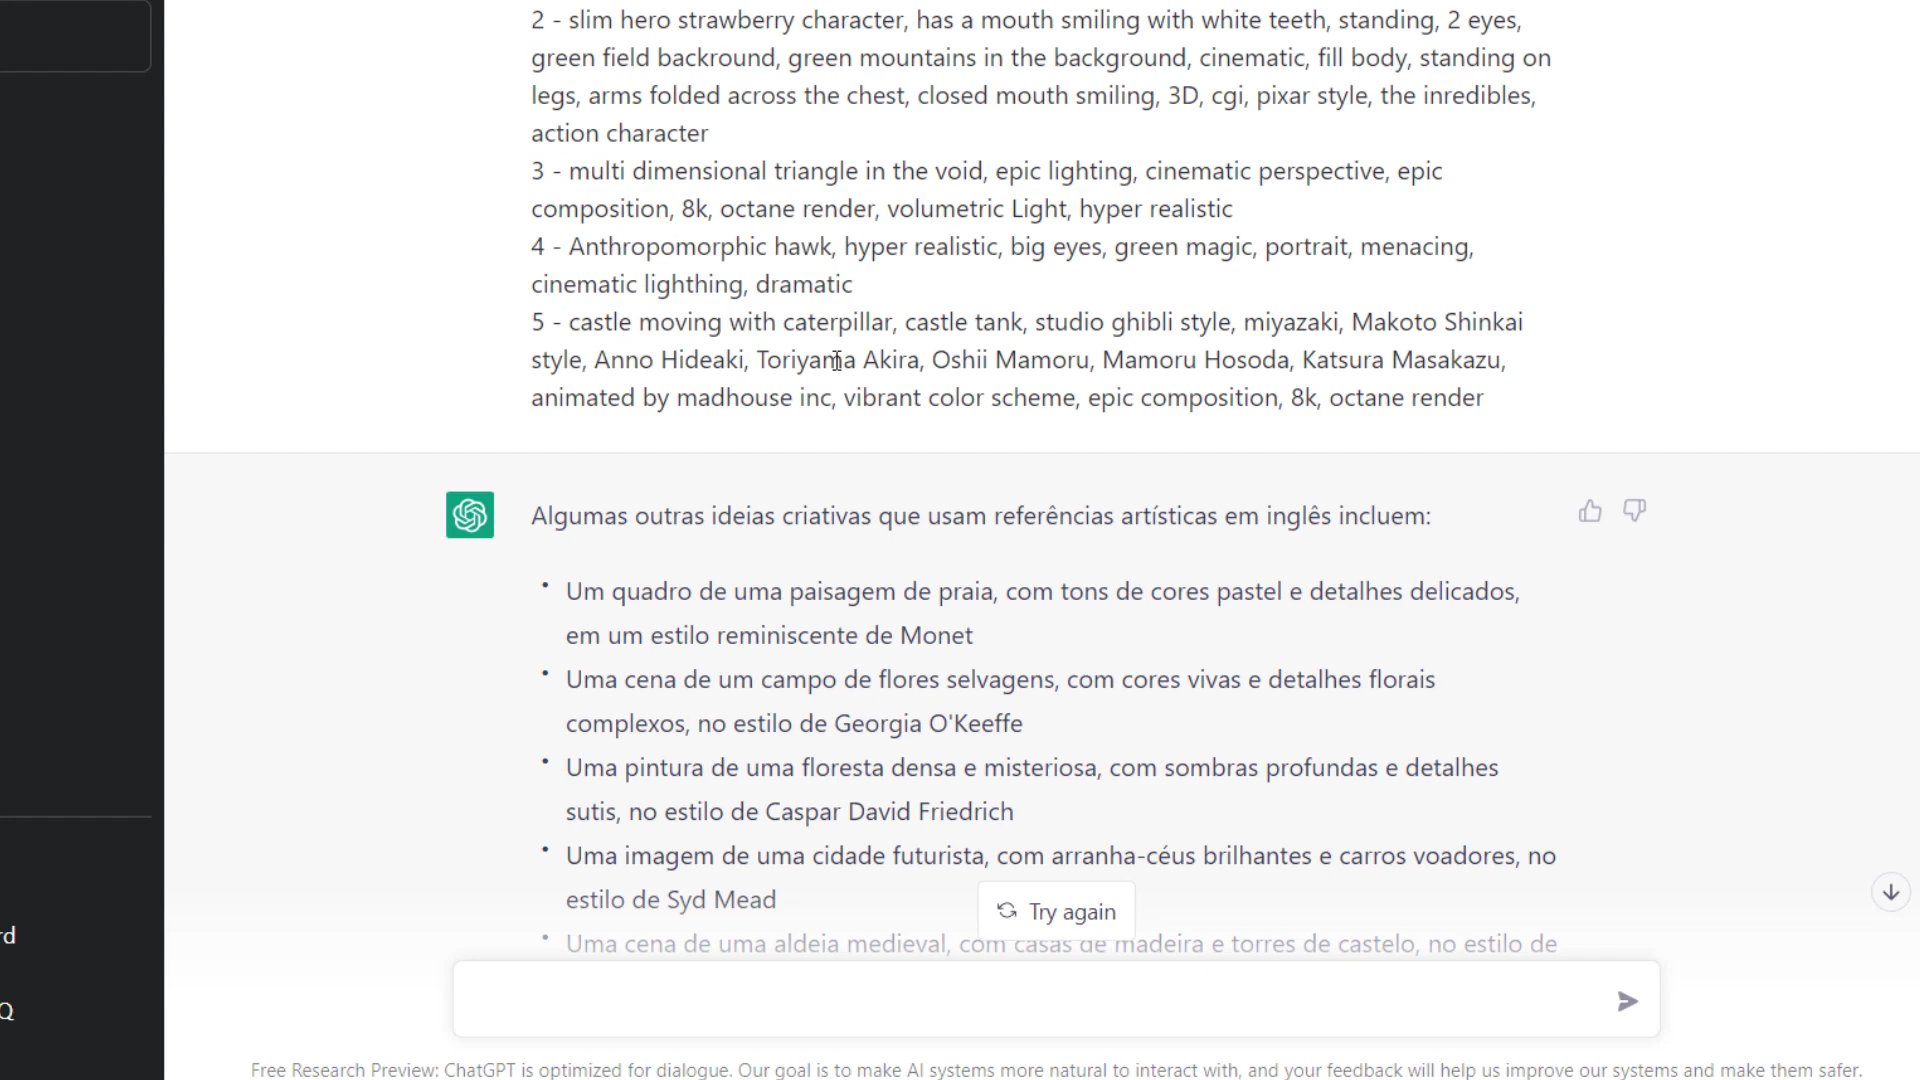 2 - slim hero strawberry character, has a mouth smiling with white teeth, standing, 2 eyes,
green field backround, green mountains in the background, cinematic, fill body, standing on
legs, arms folded across the chest, closed mouth smiling, 3D, cgi, pixar style, the inredibles,
action character
3 - multi dimensional triangle in the void, epic lighting, cinematic perspective, epic
composition, 8k, octane render, volumetric Light, hyper realistic
4 - Anthropomorphic hawk, hyper realistic, big eyes, green magic, portrait, menacing,
cinematic lighthing, dramatic
5 - castle moving with caterpillar, castle tank, studio ghibli style, miyazaki, Makoto Shinkai
style, Anno Hideaki, Toriyama Akira, Oshii Mamoru, Mamoru Hosoda, Katsura Masakazu,
animated by madhouse inc, vibrant color scheme, epic composition, 8k, octane render
Algumas outras ideias criativas que usam referências artísticas em inglês incluem:
• Um quadro de uma paisagem de praia, com tons de cores pastel e detalhes delicados,
em um estilo reminiscente de Monet
• Uma cena de um campo de flores selvagens, com cores vivas e detalhes florais
complexos, no estilo de Georgia O'Keeffe
• Uma pintura de uma floresta densa e misteriosa, com sombras profundas e detalhes
sutis, no estilo de Caspar David Friedrich
• Uma imagem de uma cidade futurista, com arranha-céus brilhantes e carros voadores, no
estilo de Syd Mead
Try again
• Uma cena de uma aldeia medieval, com casas de madeira e torres de castelo, no estilo de
rd
Q
Free Research Preview: ChatGPT is optimized for dialogue. Our goal is to make AI systems more natural to interact with, and your feedback will help us improve our systems and make them safer.